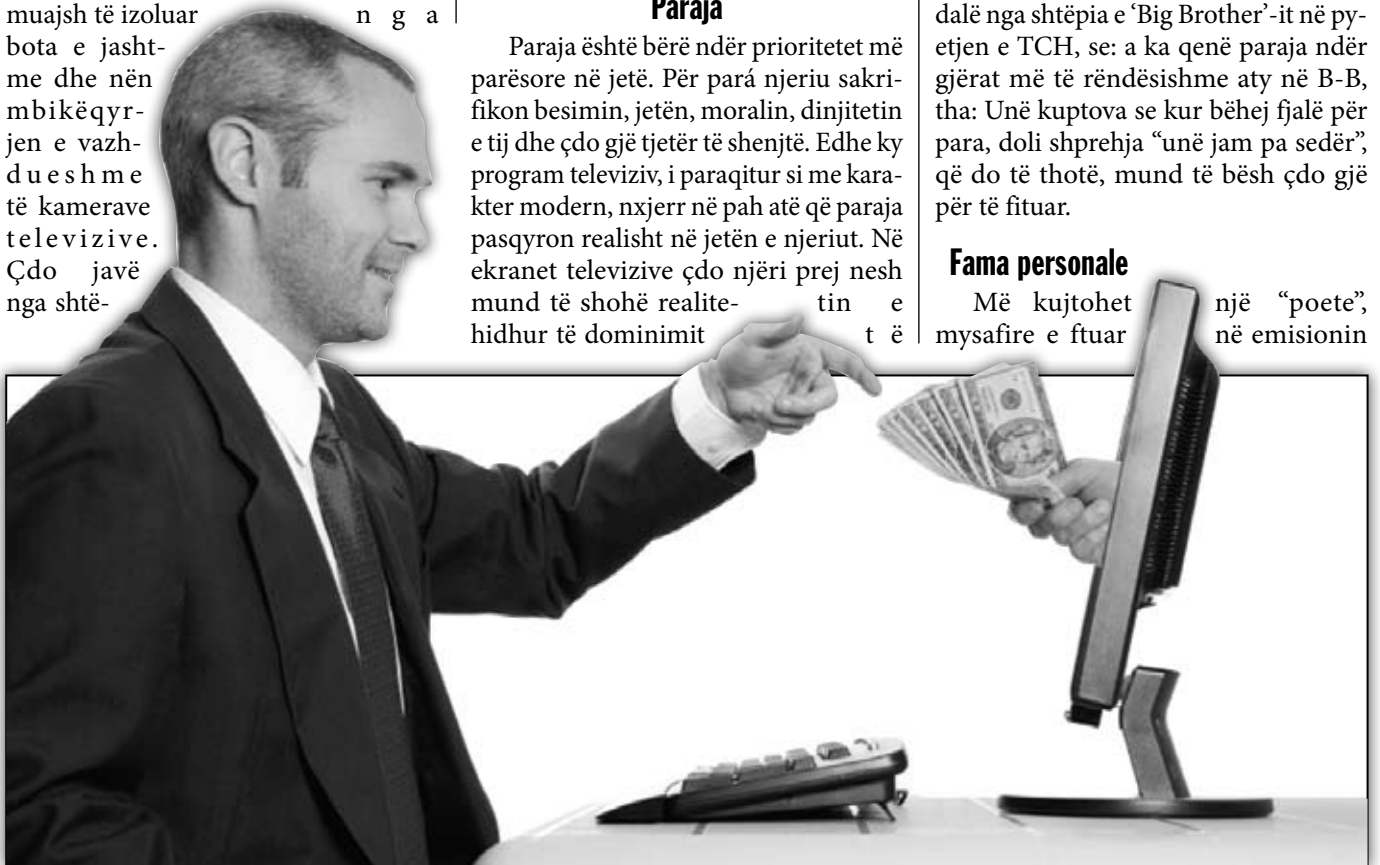 muajsh të izoluar nga
bota e jasht-
me dhe nën
mbikëqyr-
jen e vazh-
dueshme
të kamerave
televizive.
Çdo javë
nga shtë-
Paraja
Paraja është bërë ndër prioritetet më
parësore në jetë. Për pará njeriu sakri-
fikon besimin, jetën, moralin, dinjitetin
e tij dhe çdo gjë tjetër të shenjtë. Edhe ky
program televiziv, i paraqitur si me kara-
kter modern, nxjerr në pah atë që paraja
pasqyron realisht në jetën e njeriut. Në
ekranet televizive çdo njëri prej nesh
mund të shohë realite- tin e
hidhur të dominimit të
dalë nga shtëpia e ‘Big Brother’-it në py-
etjen e TCH, se: a ka qenë paraja ndër
gjërat më të rëndësishme aty në B-B,
tha: Unë kuptova se kur bëhej fjalë për
para, doli shprehja “unë jam pa sedër”,
që do të thotë, mund të bësh çdo gjë
për të fituar.
Fama personale
Më kujtohet një “poete”,
mysafire e ftuar në emisionin